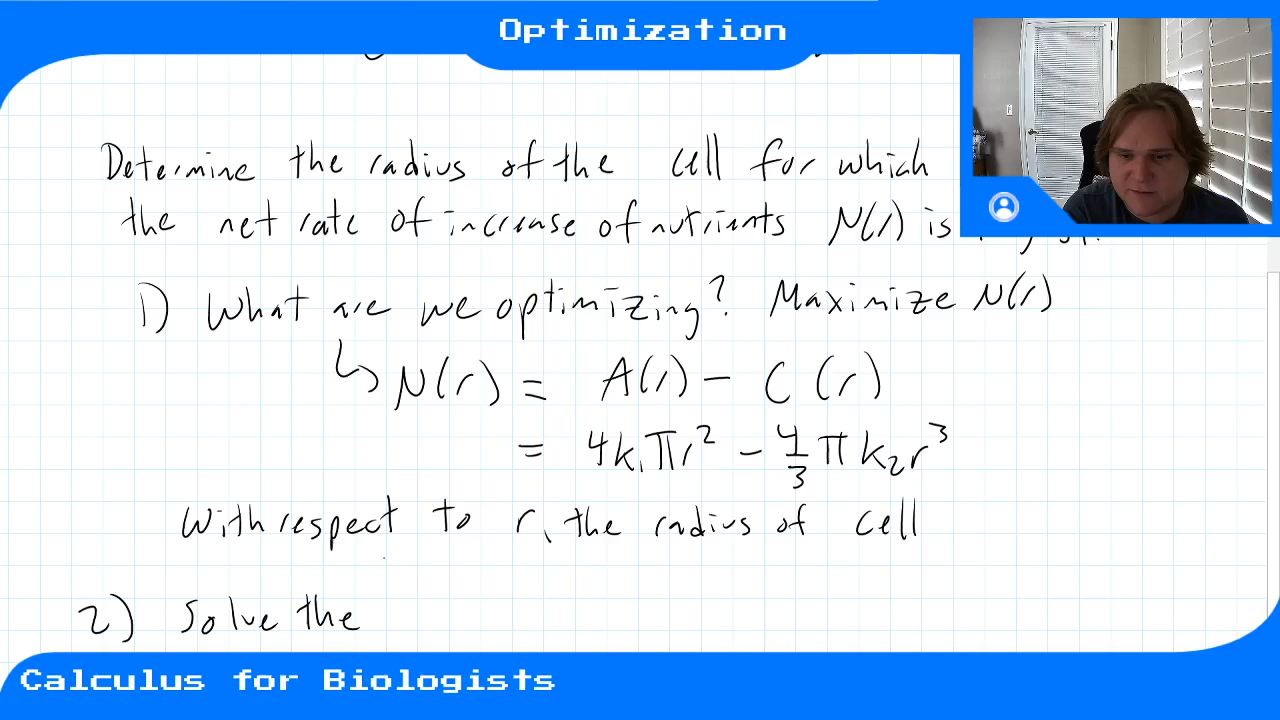 Optimization
Determine the radius of the cell for which
the net rate of increase of nutrients N(r) is
1) What are we optimizing? Maximize N(r)
↳ N(r) = A(r) - C(r)
= 4k₁πr² - 4/3 πk₂r³
With respect to r, the radius of cell
2) Solve the
Calculus for Biologists